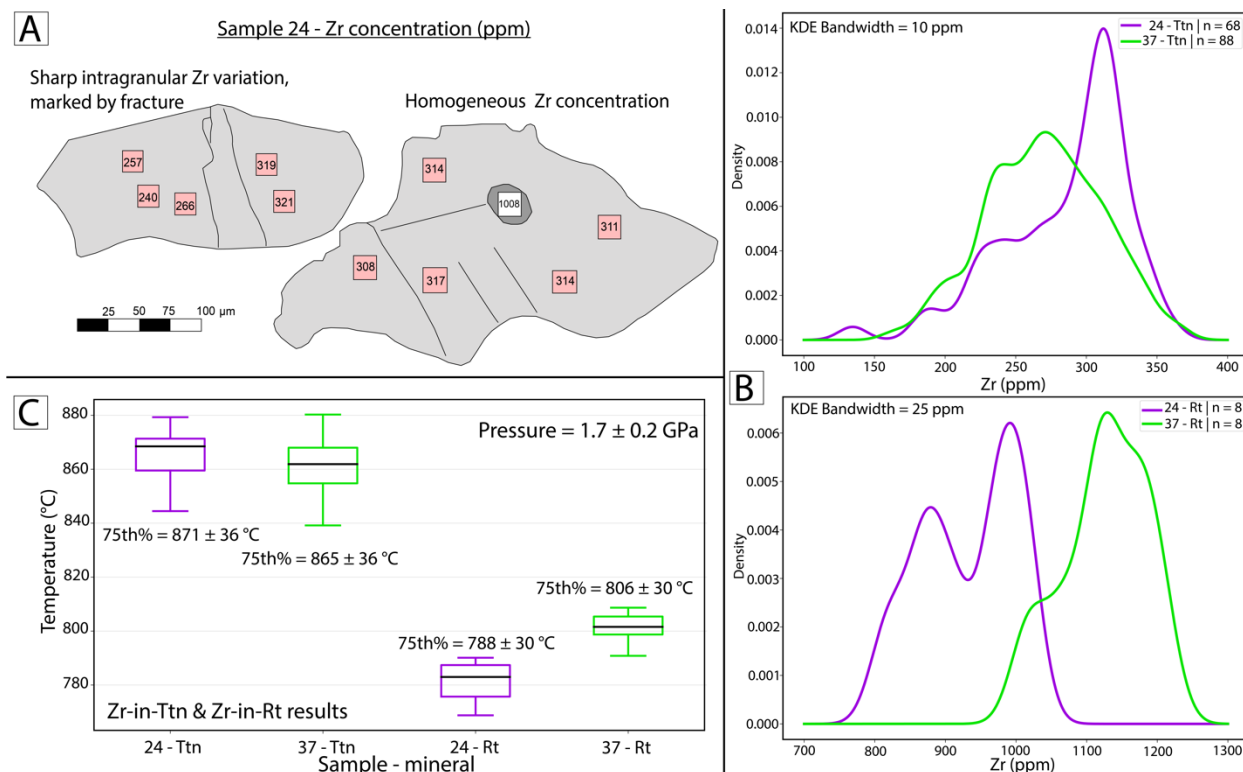 A
Sample 24 - Zr concentration (ppm)
Sharp intragranular Zr variation,
marked by fracture
Homogeneous Zr concentration
257
240
266
319
321
314
1008
311
308
317
314
25 50 75 100 μm
B
KDE Bandwidth = 10 ppm
24 - Ttn | n = 68
37 - Ttn | n = 88
Density
0.014
0.012
0.010
0.008
0.006
0.004
0.002
0.000
100 150 200 250 300 350 400
Zr (ppm)
KDE Bandwidth = 25 ppm
24 - Rt | n = 8
37 - Rt | n = 8
Density
0.006
0.005
0.004
0.003
0.002
0.001
0.000
700 800 900 1000 1100 1200 1300
Zr (ppm)
C
Pressure = 1.7 ± 0.2 GPa
Temperature (°C)
880
860
840
820
800
780
75th% = 871 ± 36 °C
75th% = 865 ± 36 °C
75th% = 806 ± 30 °C
75th% = 788 ± 30 °C
Zr-in-Ttn & Zr-in-Rt results
24 - Ttn 37 - Ttn 24 - Rt 37 - Rt
Sample - mineral